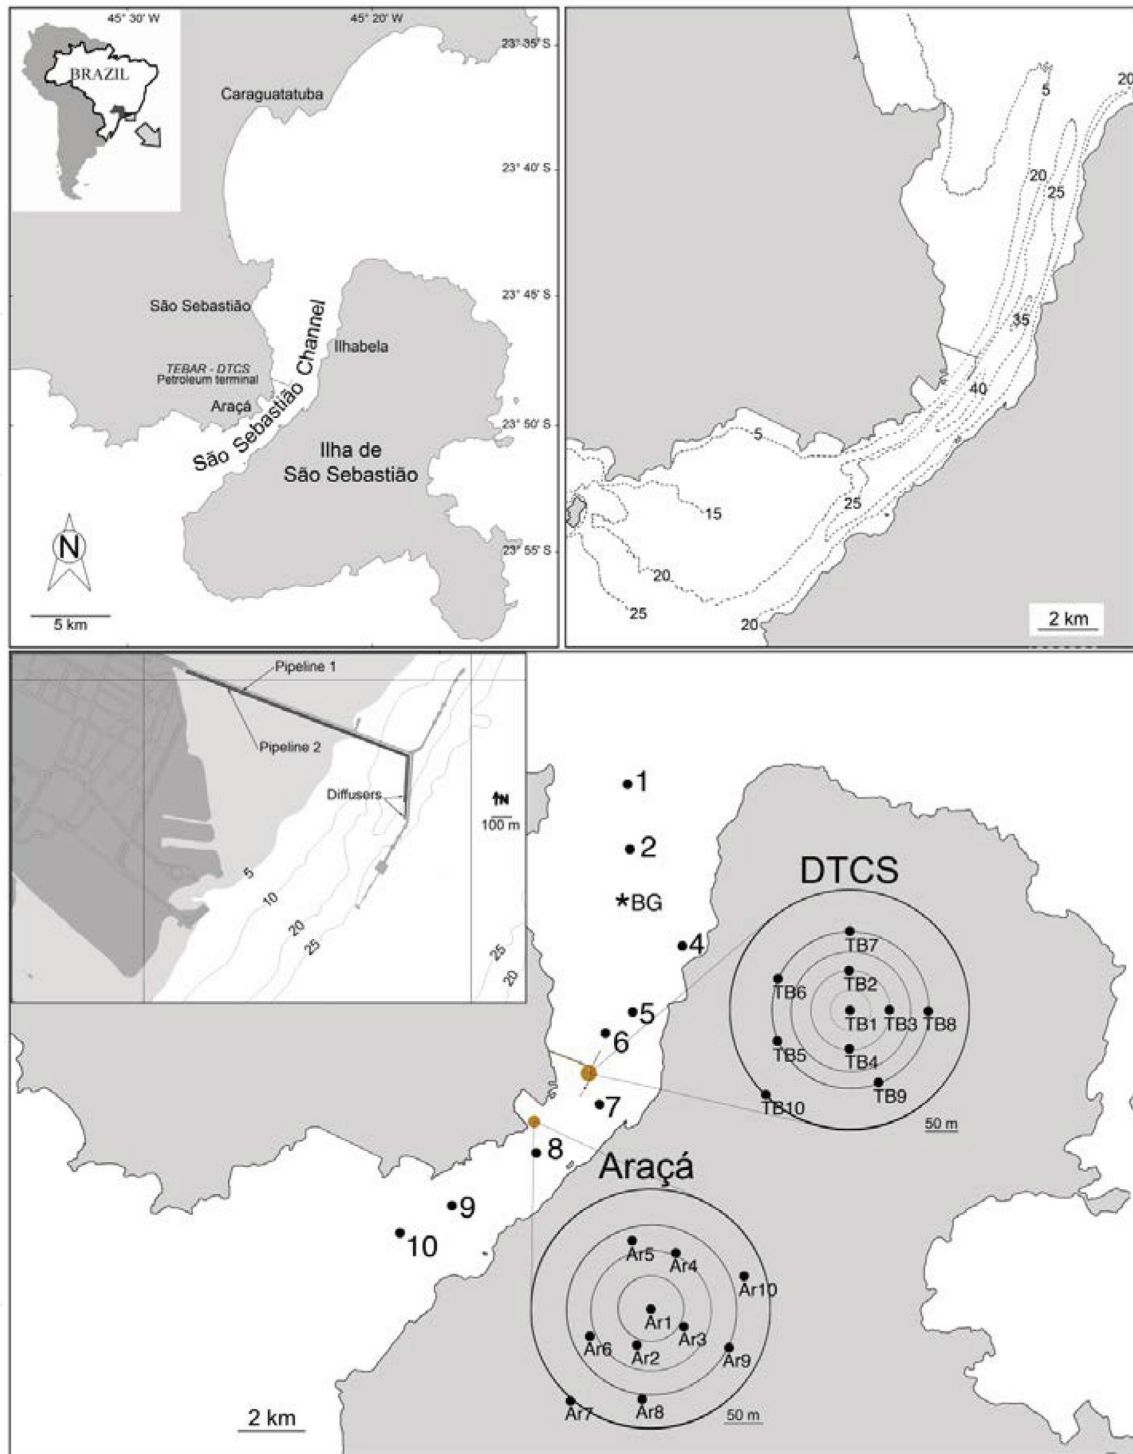 45° 30' W
45° 20' W
23° 35' S
BRAZIL
Caraguatatuba
23° 40' S
23° 45' S
São Sebastião
Ilhabela
São Sebastião Channel
TEBAR - DTCS
Petroleum terminal
Araçá
23° 50' S
Ilha de
São Sebastião
N
23° 55' S
5 km
5
20
20
25
35
40
5
25
15
20
25
20
2 km
Pipeline 1
Pipeline 2
Diffusers
N
100 m
5
10
20
25
25
20
1
2
*BG
4
5
6
7
8
9
10
DTCS
TB7
TB2
TB6
TB1
TB3
TB8
TB5
TB4
TB9
TB10
50 m
Araçá
Ar5
Ar4
Ar10
Ar1
Ar3
Ar6
Ar2
Ar9
Ar7
Ar8
50 m
2 km